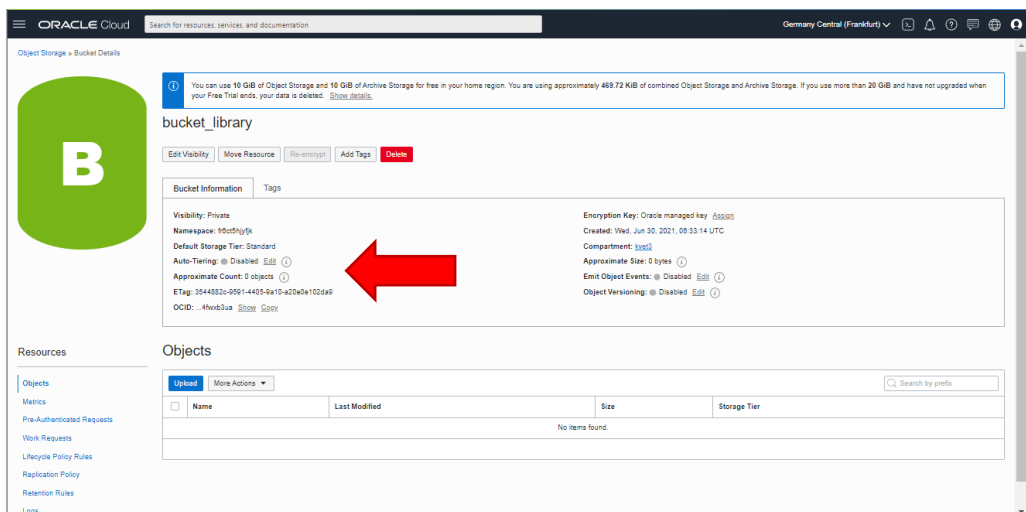 ORACLE Cloud
Search for resources, services, and documentation
Germany Central (Frankfurt)
Object Storage » Bucket Details
You can use 10 GiB of Object Storage and 10 GiB of Archive Storage for free in your home region. You are using approximately 469.72 KiB of combined Object Storage and Archive Storage. If you use more than 20 GiB and have not upgraded when
your Free Trial ends, your data is deleted. Show details.
B
bucket_library
Edit Visibility Move Resource Re-encrypt Add Tags Delete
Bucket Information Tags
Visibility: Private
Namespace: fr6ct5hjyfjk
Default Storage Tier: Standard
Auto-Tiering: Disabled Edit
Approximate Count: 0 objects
ETag: 3544882c-9591-4405-9a10-a20e0e102da9
OCID: ...4fwxb3ua Show Copy
Encryption Key: Oracle managed key Assign
Created: Wed, Jun 30, 2021, 06:33:14 UTC
Compartment: kvet3
Approximate Size: 0 bytes
Emit Object Events: Disabled Edit
Object Versioning: Disabled Edit
Resources
Objects
Metrics
Pre-Authenticated Requests
Work Requests
Lifecycle Policy Rules
Replication Policy
Retention Rules
Logs
Objects
Upload More Actions
Search by prefix
Name Last Modified Size Storage Tier
No items found.